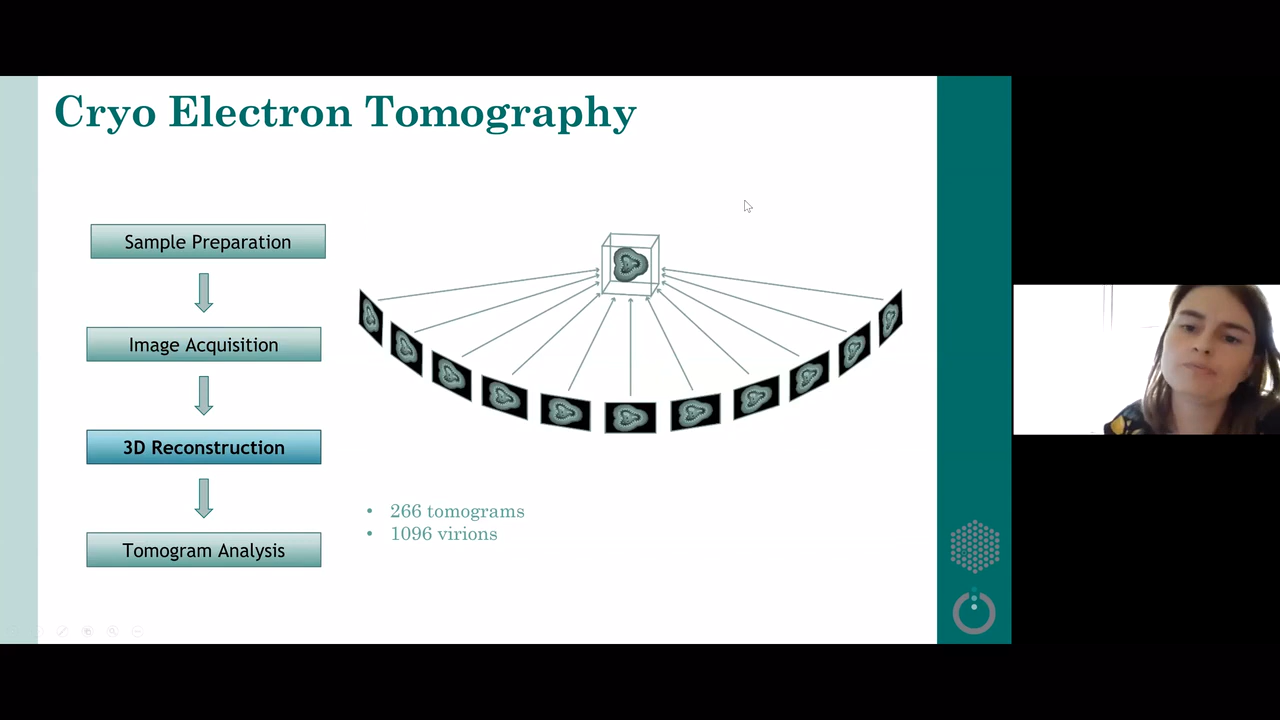 Cryo Electron Tomography
Sample Preparation
Image Acquisition
3D Reconstruction
Tomogram Analysis
• 266 tomograms
• 1096 virions